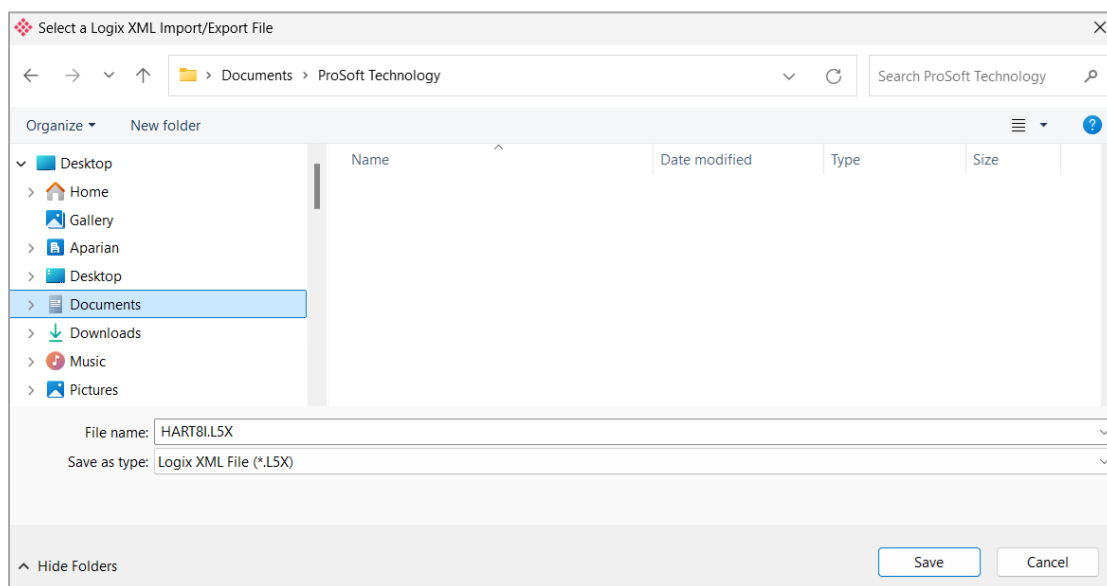 Select a Logix XML Import/Export File
Documents > ProSoft Technology
Search ProSoft Technology
Organize New folder
Name Date modified Type Size
Desktop
Home
Gallery
Aparian
Desktop
Documents
Downloads
Music
Pictures
File name: HART8I.L5X
Save as type: Logix XML File (*.L5X)
Hide Folders Save Cancel